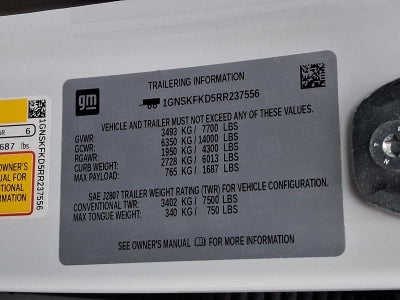 gm
TRAILERING INFORMATION
1GNSKFKD5RR237556
VEHICLE AND TRAILER MUST NOT EXCEED ANY OF THESE VALUES.
GVWR: 3493 KG / 7700 LBS
GCWR: 6350 KG / 14000 LBS
RGAWR: 1950 KG / 4300 LBS
CURB WEIGHT: 2728 KG / 6013 LBS
MAX PAYLOAD: 765 KG / 1687 LBS
SAE J2807 TRAILER WEIGHT RATING (TWR) FOR VEHICLE CONFIGURATION.
CONVENTIONAL TWR: 3402 KG / 7500 LBS
MAX TONGUE WEIGHT: 340 KG / 750 LBS
SEE OWNER'S MANUAL FOR MORE INFORMATION
6
687 lbs.
OWNER'S
MANUAL FOR
INFORMATION
1GNSKFKD5RR237556